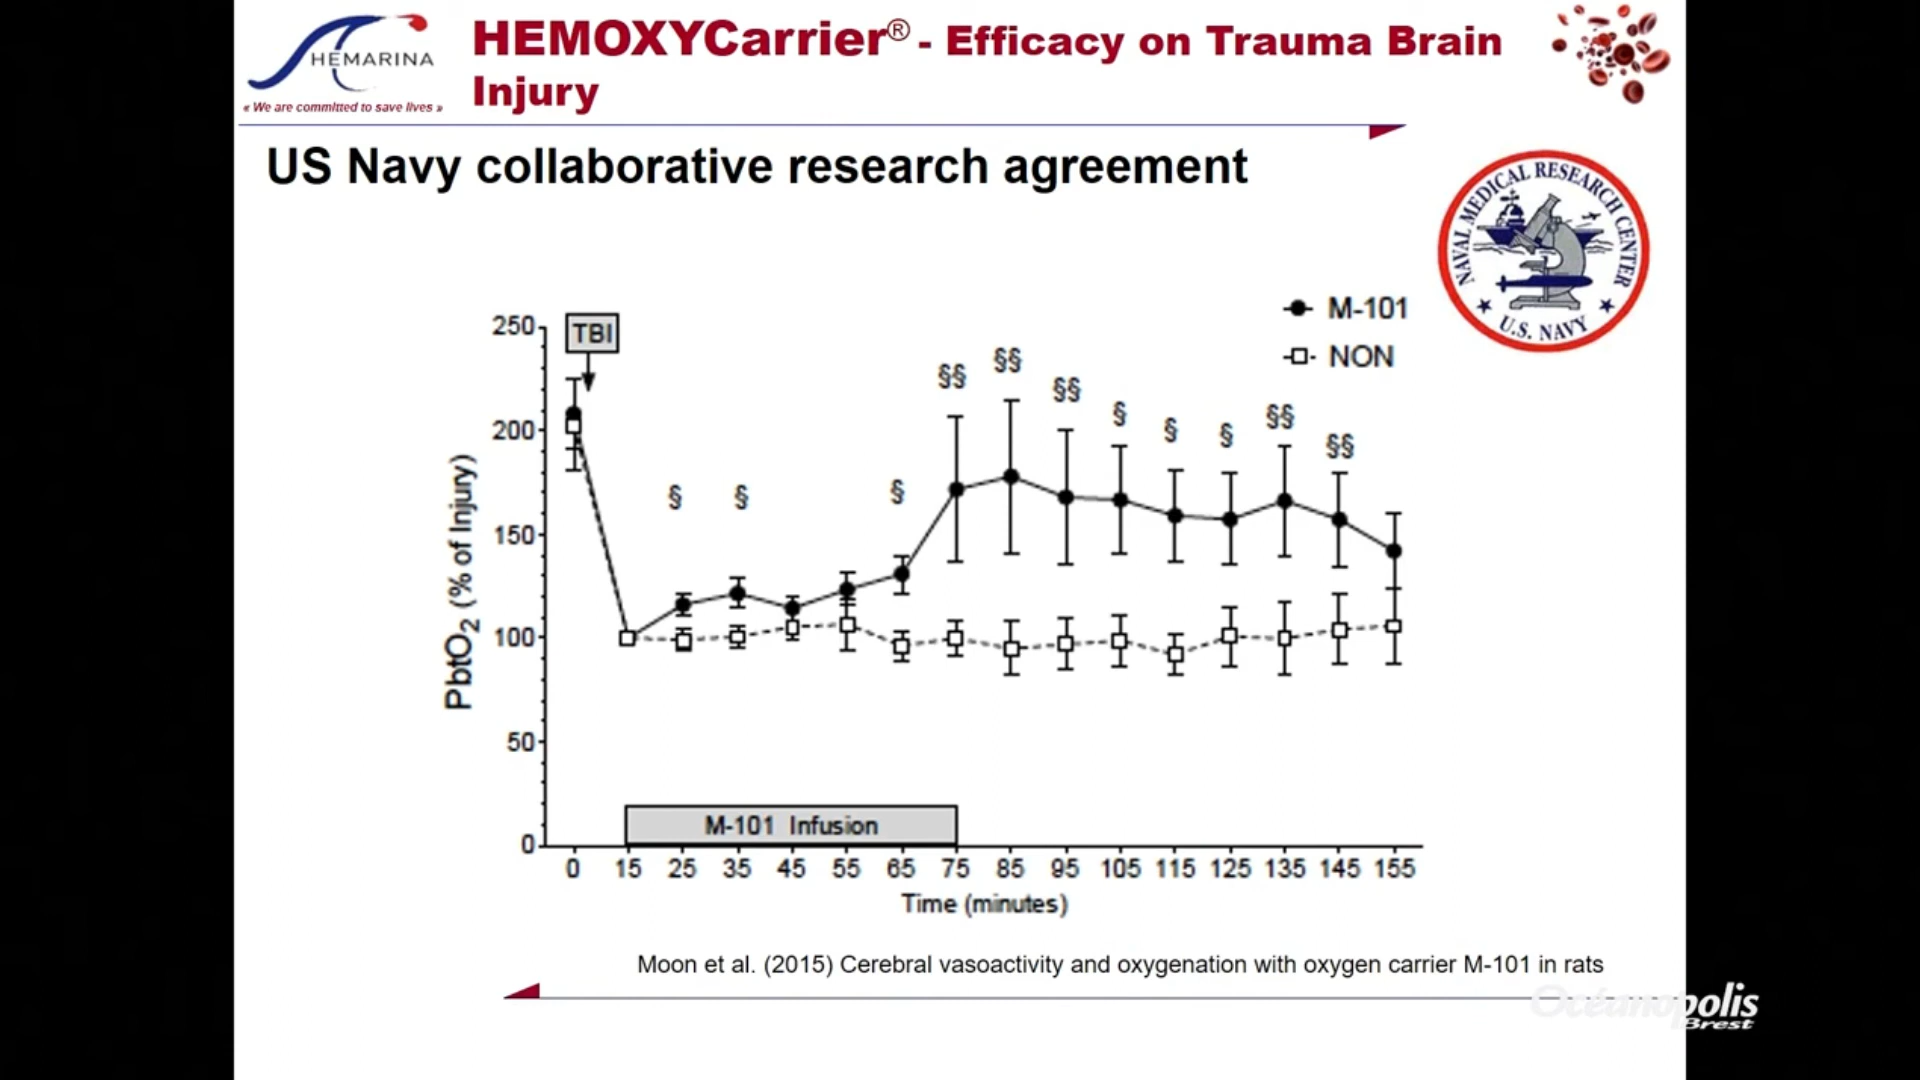 HEMARINA
« We are committed to save lives »
HEMOXYCarrier® - Efficacy on Trauma Brain
Injury
US Navy collaborative research agreement
NAVAL MEDICAL RESEARCH CENTER
U.S. NAVY
M-101
NON
TBI
250
200
150
100
50
0
PbtO2 (% of Injury)
§ § § §§ §§ §§ § § § §§ §§
M-101 Infusion
0 15 25 35 45 55 65 75 85 95 105 115 125 135 145 155
Time (minutes)
Moon et al. (2015) Cerebral vasoactivity and oxygenation with oxygen carrier M-101 in rats
Océanopolis
Brest